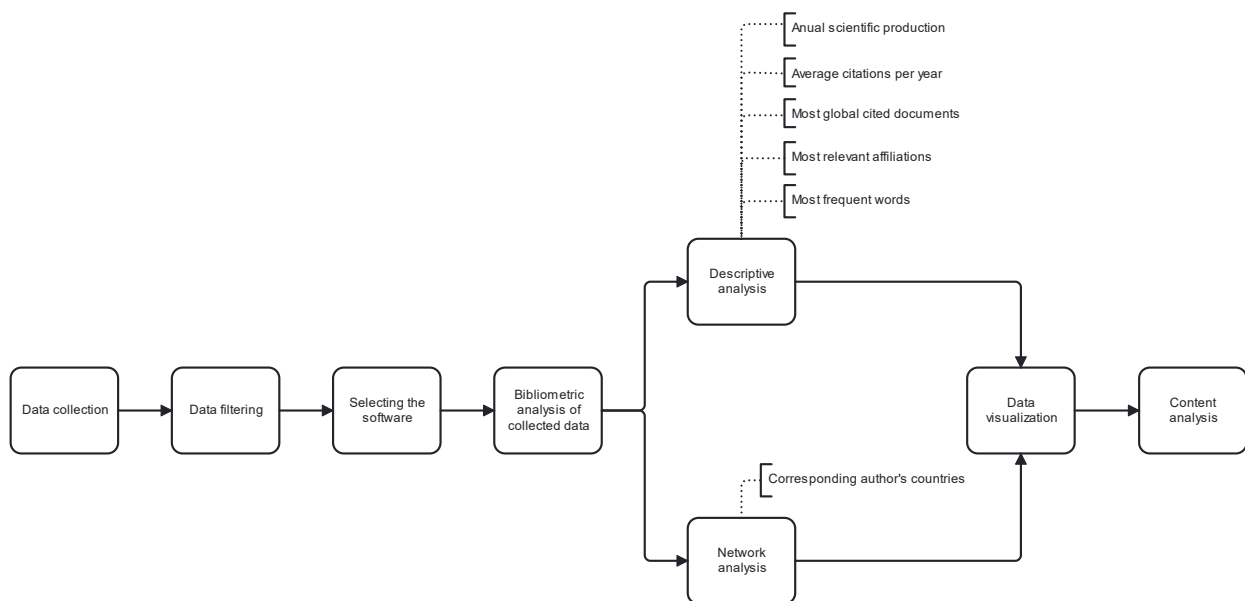 Anual scientific production
Average citations per year
Most global cited documents
Most relevant affiliations
Most frequent words
Descriptive
analysis
Data collection
Data filtering
Selecting the
software
Bibliometric
analysis of
collected data
Data
visualization
Content
analysis
Corresponding author's countries
Network
analysis